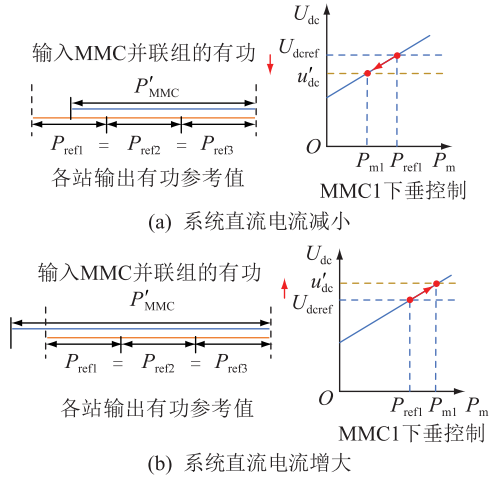 输入MMC并联组的有功
P′MMC
Pref1 = Pref2 = Pref3
各站输出有功参考值
Udc
Udcref
u′dc
O
Pm1 Pref1 Pm
MMC1下垂控制
(a) 系统直流电流减小
输入MMC并联组的有功
P′MMC
Pref1 = Pref2 = Pref3
各站输出有功参考值
Udc
u′dc
Udcref
O
Pref1 Pm1 Pm
MMC1下垂控制
(b) 系统直流电流增大